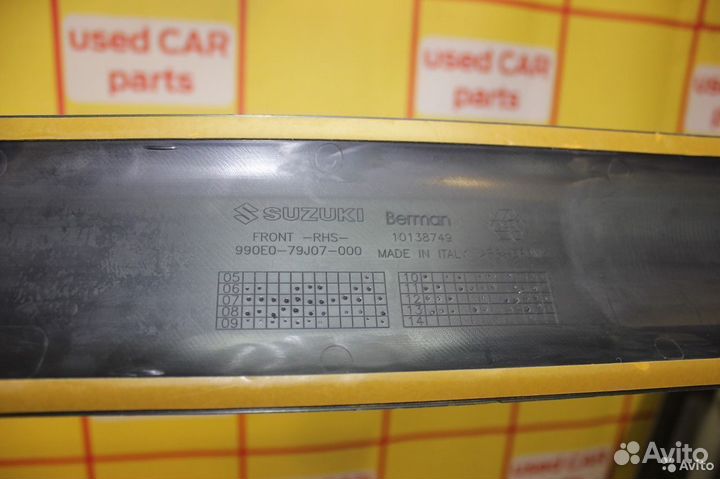 used CAR
parts
used CAR
parts
SUZUKI
Berman
FRONT -RHS-
10138749
990E0-79J07-000
MADE IN ITALY
05
06
07
08
09
10
11
12
13
14
Avito
Avito